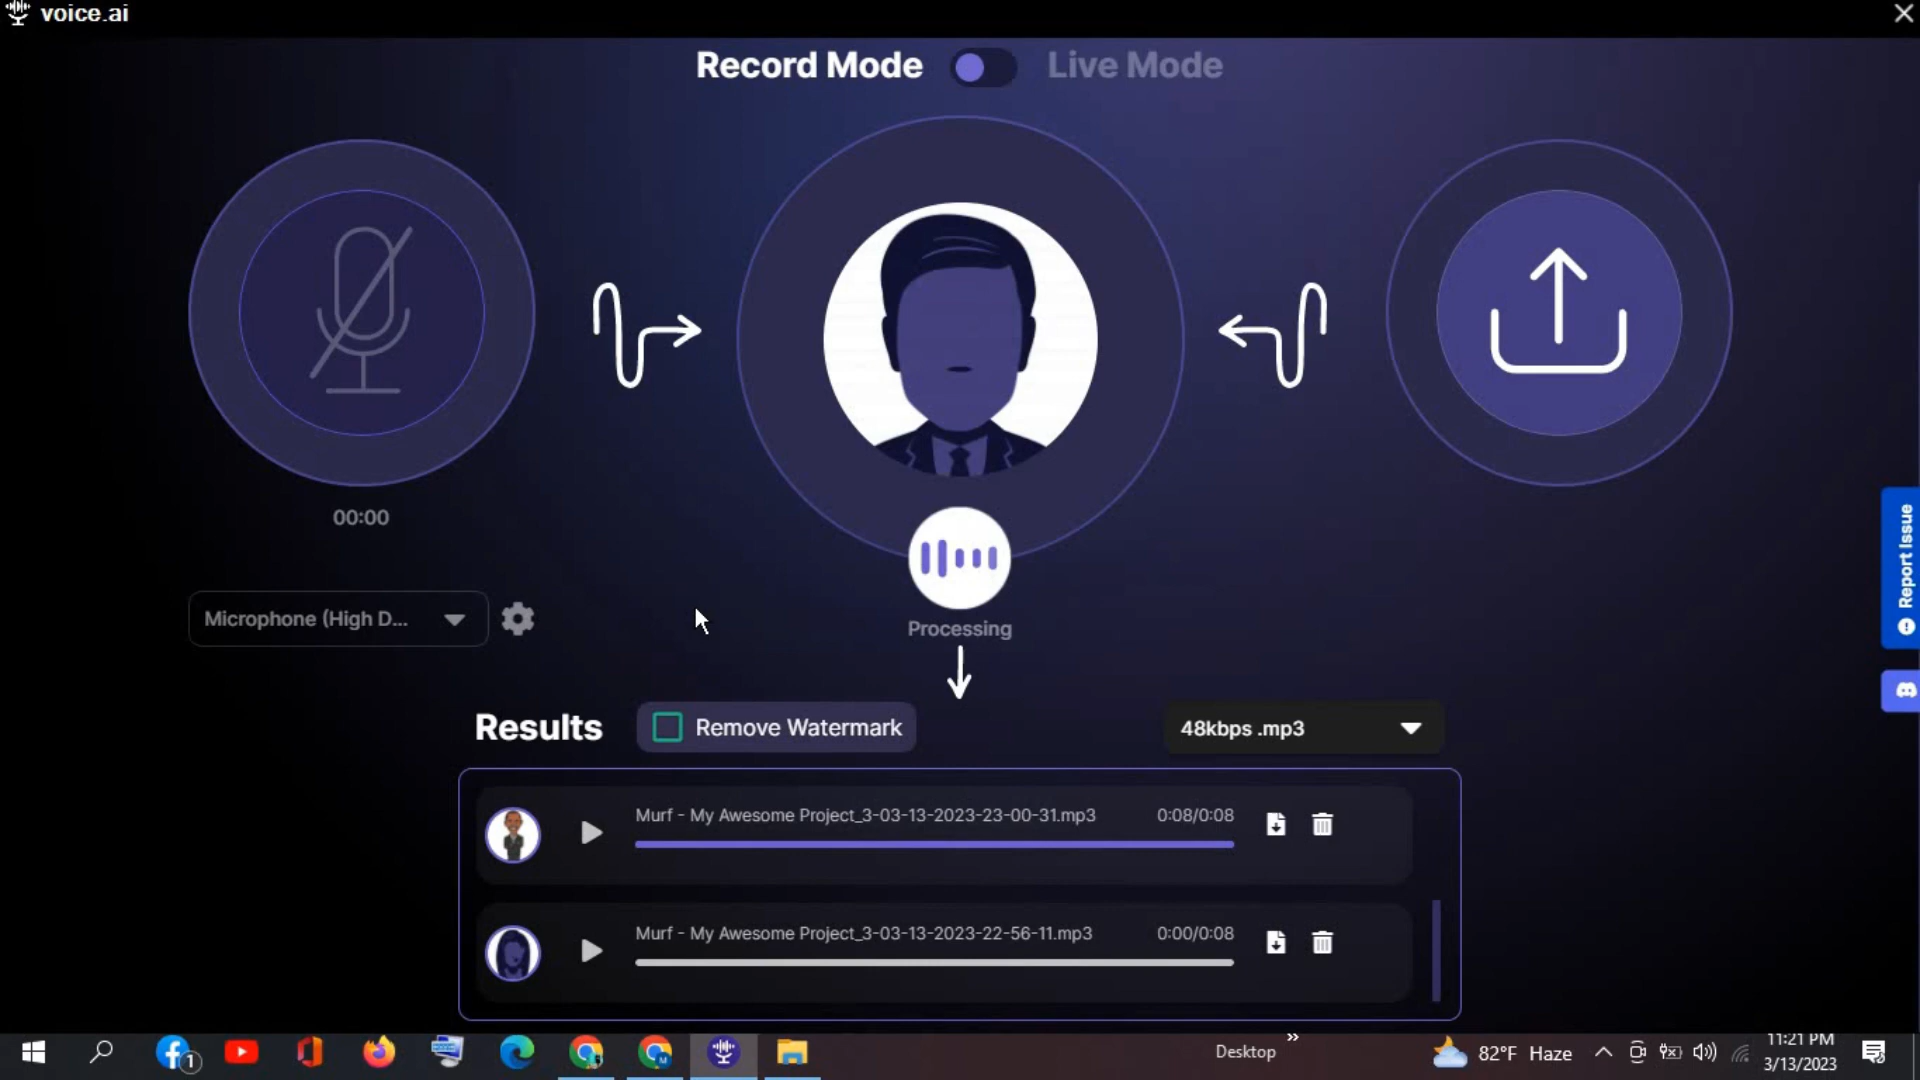 voice.ai
Record Mode Live Mode
00:00
Microphone (High D...
Processing
Report Issue
Results Remove Watermark 48kbps .mp3
Murf - My Awesome Project_3-03-13-2023-23-00-31.mp3 0:08/0:08
Murf - My Awesome Project_3-03-13-2023-22-56-11.mp3 0:00/0:08
1
M
Desktop
»
82°F Haze
11:21 PM
3/13/2023